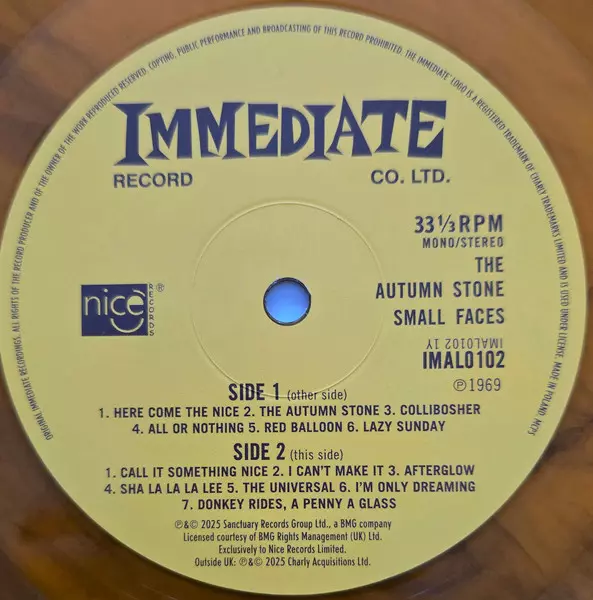 ORIGINAL IMMEDIATE RECORDINGS. ALL RIGHTS OF THE RECORD PRODUCER AND OF THE OWNER OF THE WORK REPRODUCED RESERVED. COPYING, PUBLIC PERFORMANCE AND BROADCASTING OF THIS RECORD PROHIBITED. THE IMMEDIATE® LOGO IS A REGISTERED TRADEMARK OF CHARLY TRADEMARKS LIMITED AND IS USED UNDER LICENSE. MADE IN POLAND. MCPS
IMMEDIATE
RECORD CO. LTD.
33 1/3 RPM
MONO/STEREO
THE
AUTUMN STONE
SMALL FACES
IMAL0102 1Y
IMAL0102
℗1969
nice RECORDS®
SIDE 1 (other side)
1. HERE COME THE NICE 2. THE AUTUMN STONE 3. COLLIBOSHER
4. ALL OR NOTHING 5. RED BALLOON 6. LAZY SUNDAY
SIDE 2 (this side)
1. CALL IT SOMETHING NICE 2. I CAN'T MAKE IT 3. AFTERGLOW
4. SHA LA LA LA LEE 5. THE UNIVERSAL 6. I'M ONLY DREAMING
7. DONKEY RIDES, A PENNY A GLASS
℗&© 2025 Sanctuary Records Group Ltd., a BMG company
Licensed courtesy of BMG Rights Management (UK) Ltd.
Exclusively to Nice Records Limited.
Outside UK: ℗&© 2025 Charly Acquisitions Ltd.